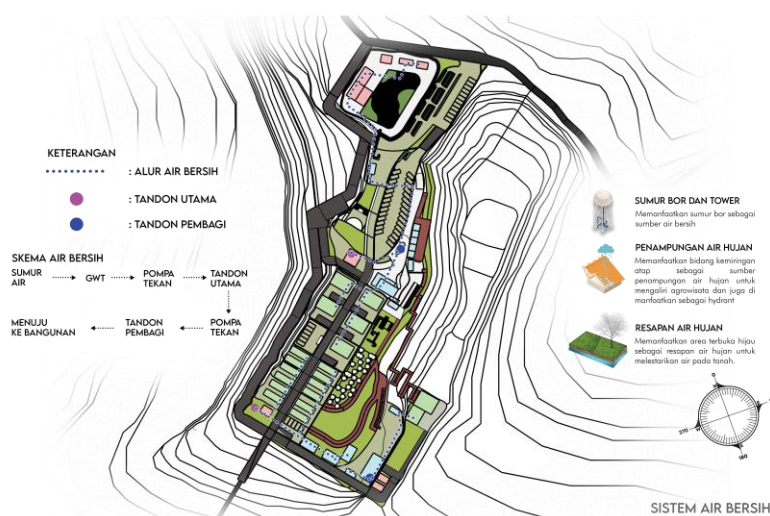 KETERANGAN
: ALUR AIR BERSIH
: TANDON UTAMA
: TANDON PEMBAGI
SKEMA AIR BERSIH
SUMUR AIR
GWT
POMPA TEKAN
TANDON UTAMA
POMPA TEKAN
TANDON PEMBAGI
MENUJU KE BANGUNAN
SUMUR BOR DAN TOWER
Memanfaatkan sumur bor sebagai
sumber air bersih
PENAMPUNGAN AIR HUJAN
Memanfaatkan bidang kemiringan
atap sebagai sumber
penampungan air hujan untuk
mengaliri agrowisata dan juga di
manfaatkan sebagai hydrant
RESAPAN AIR HUJAN
Memanfaatkan area terbuka hijau
sebagai resapan air hujan untuk
melestarikan air pada tanah.
270
180
SISTEM AIR BERSIH